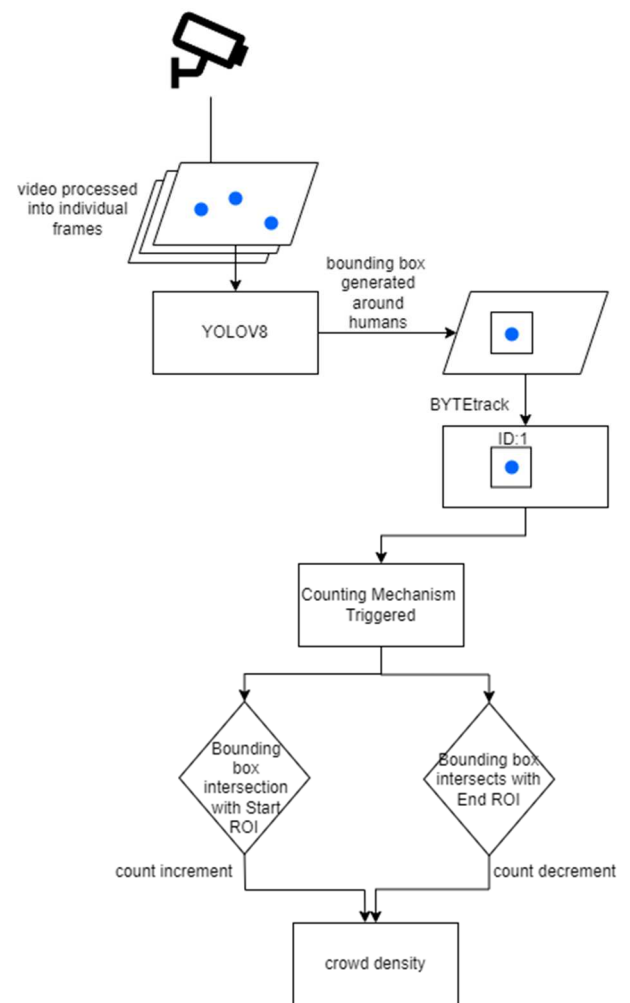 video processed
into individual
frames
bounding box
generated
around
humans
YOLOV8
BYTEtrack
ID:1
Counting Mechanism
Triggered
Bounding
box
intersection
with Start
ROI
Bounding box
intersects with
End ROI
count increment
count decrement
crowd density